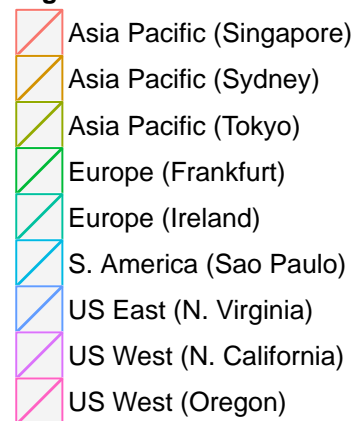 Asia Pacific (Singapore)
Asia Pacific (Sydney)
Asia Pacific (Tokyo)
Europe (Frankfurt)
Europe (Ireland)
S. America (Sao Paulo)
US East (N. Virginia)
US West (N. California)
US West (Oregon)